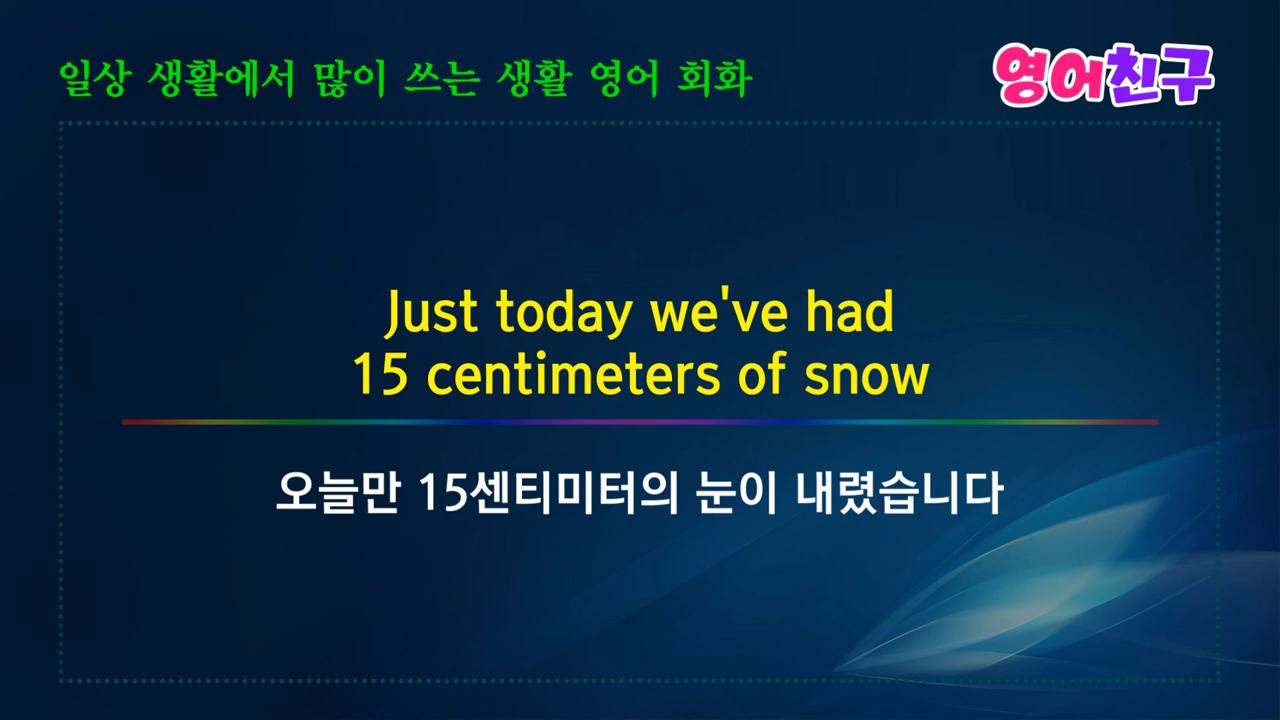 일상 생활에서 많이 쓰는 생활 영어 회화
영어친구
Just today we've had
15 centimeters of snow
오늘만 15센티미터의 눈이 내렸습니다